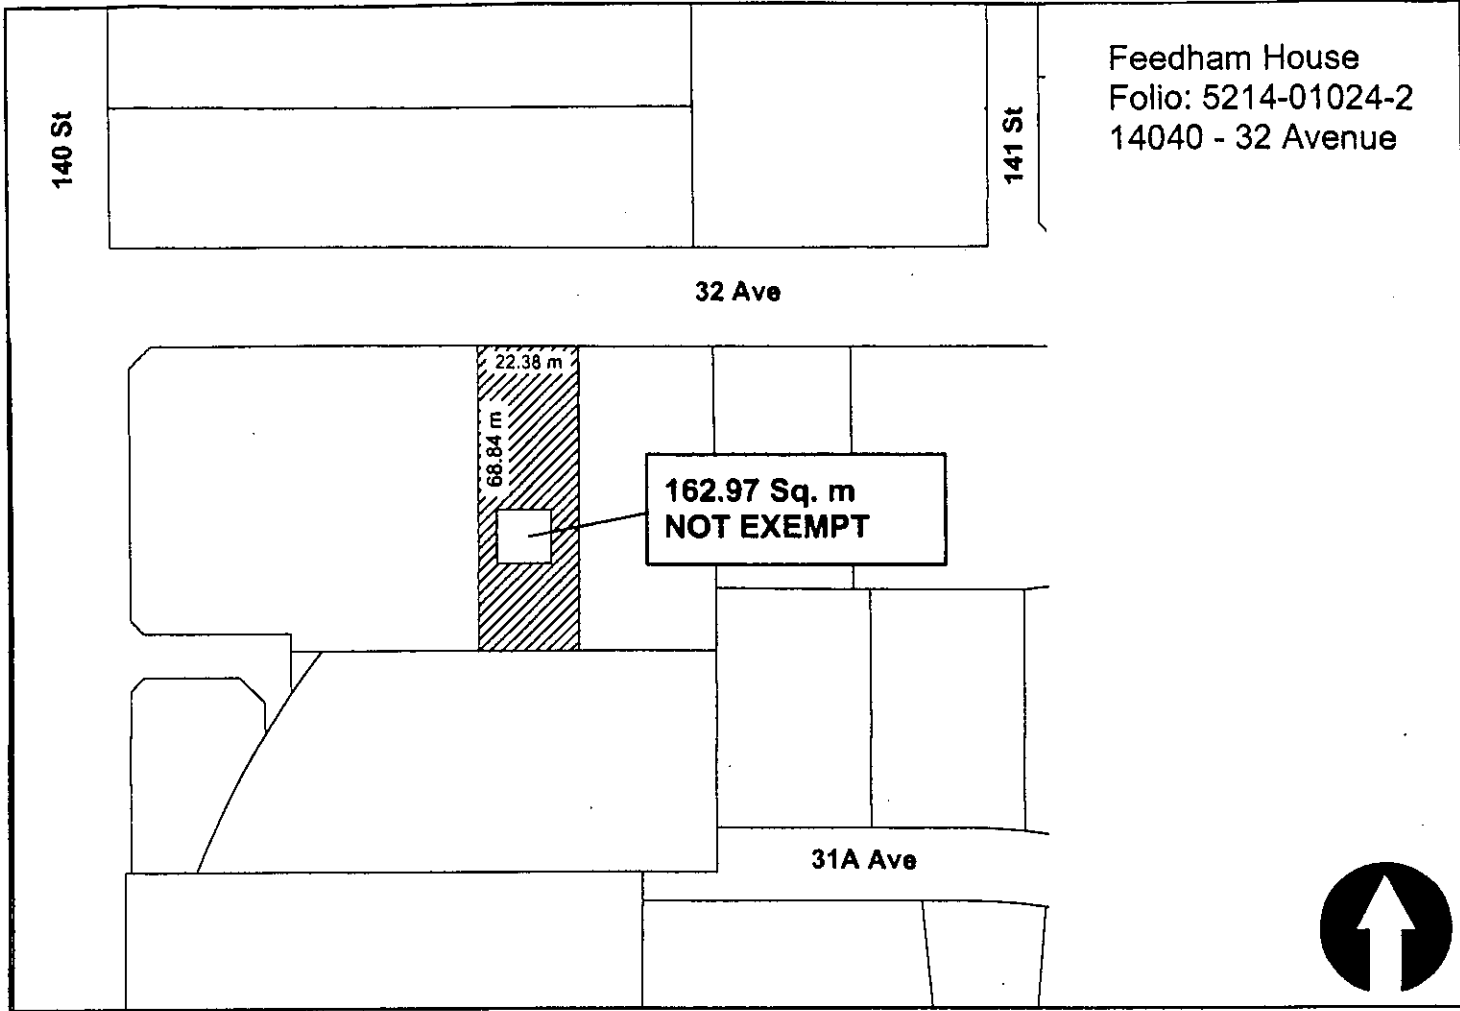 Feedham House
Folio: 5214-01024-2
14040 - 32 Avenue
140 St
141 St
32 Ave
22.38 m
68.84 m
162.97 Sq. m
NOT EXEMPT
31A Ave